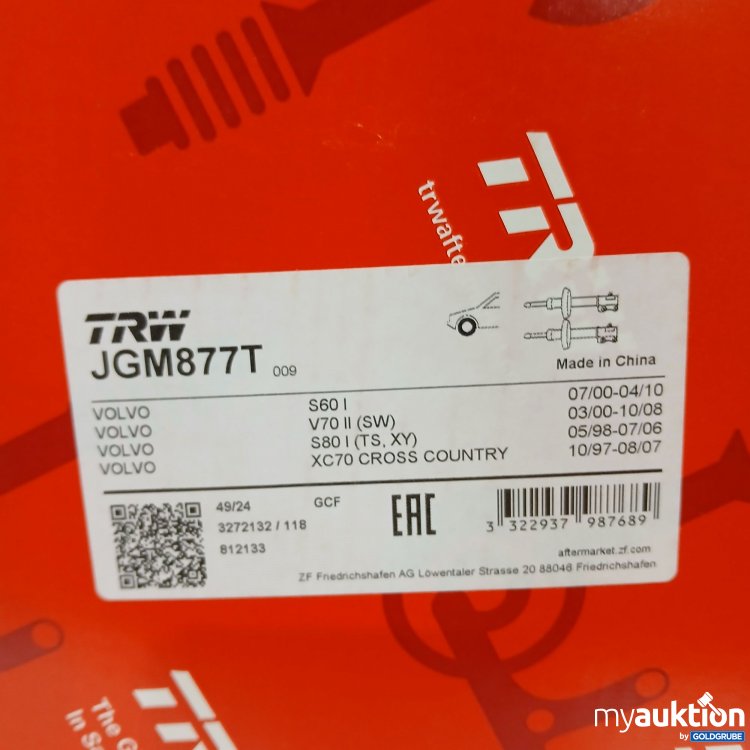 TR
trwafte
TRW
JGM877T 009
Made in China
VOLVO S60 I 07/00-04/10
VOLVO V70 II (SW) 03/00-10/08
VOLVO S80 I (TS, XY) 05/98-07/06
VOLVO XC70 CROSS COUNTRY 10/97-08/07
49/24 GCF
3272132 / 118
812133
EAC
3 322937 987689
aftermarket.zf.com
ZF Friedrichshafen AG Löwentaler Strasse 20 88046 Friedrichshafen
TRW
The G
In S
myauktion
by GOLDGRUBE